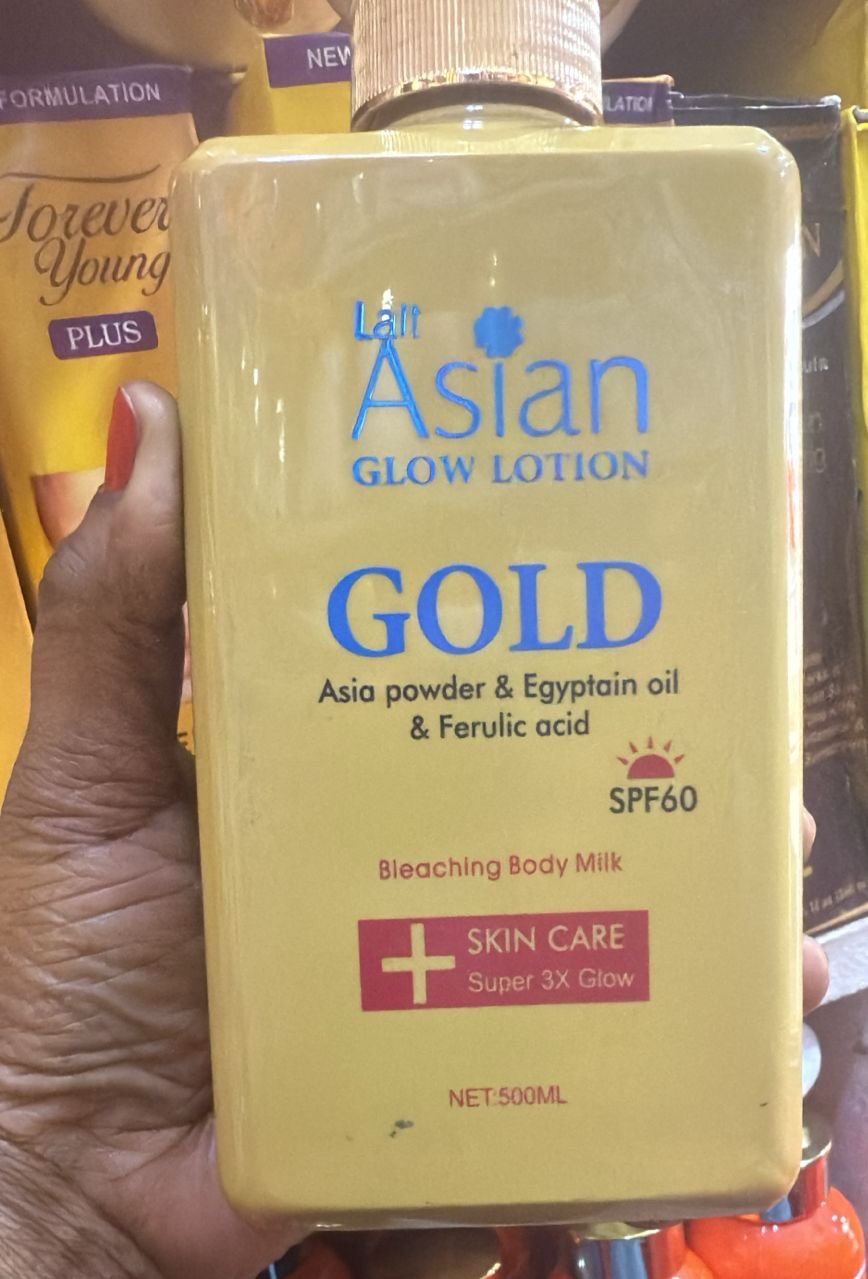 FORMULATION
NEW
Forever
Young
PLUS
Lali
Asian
GLOW LOTION
GOLD
Asia powder & Egyptain oil
& Ferulic acid
SPF60
Bleaching Body Milk
SKIN CARE
Super 3X Glow
NET:500ML